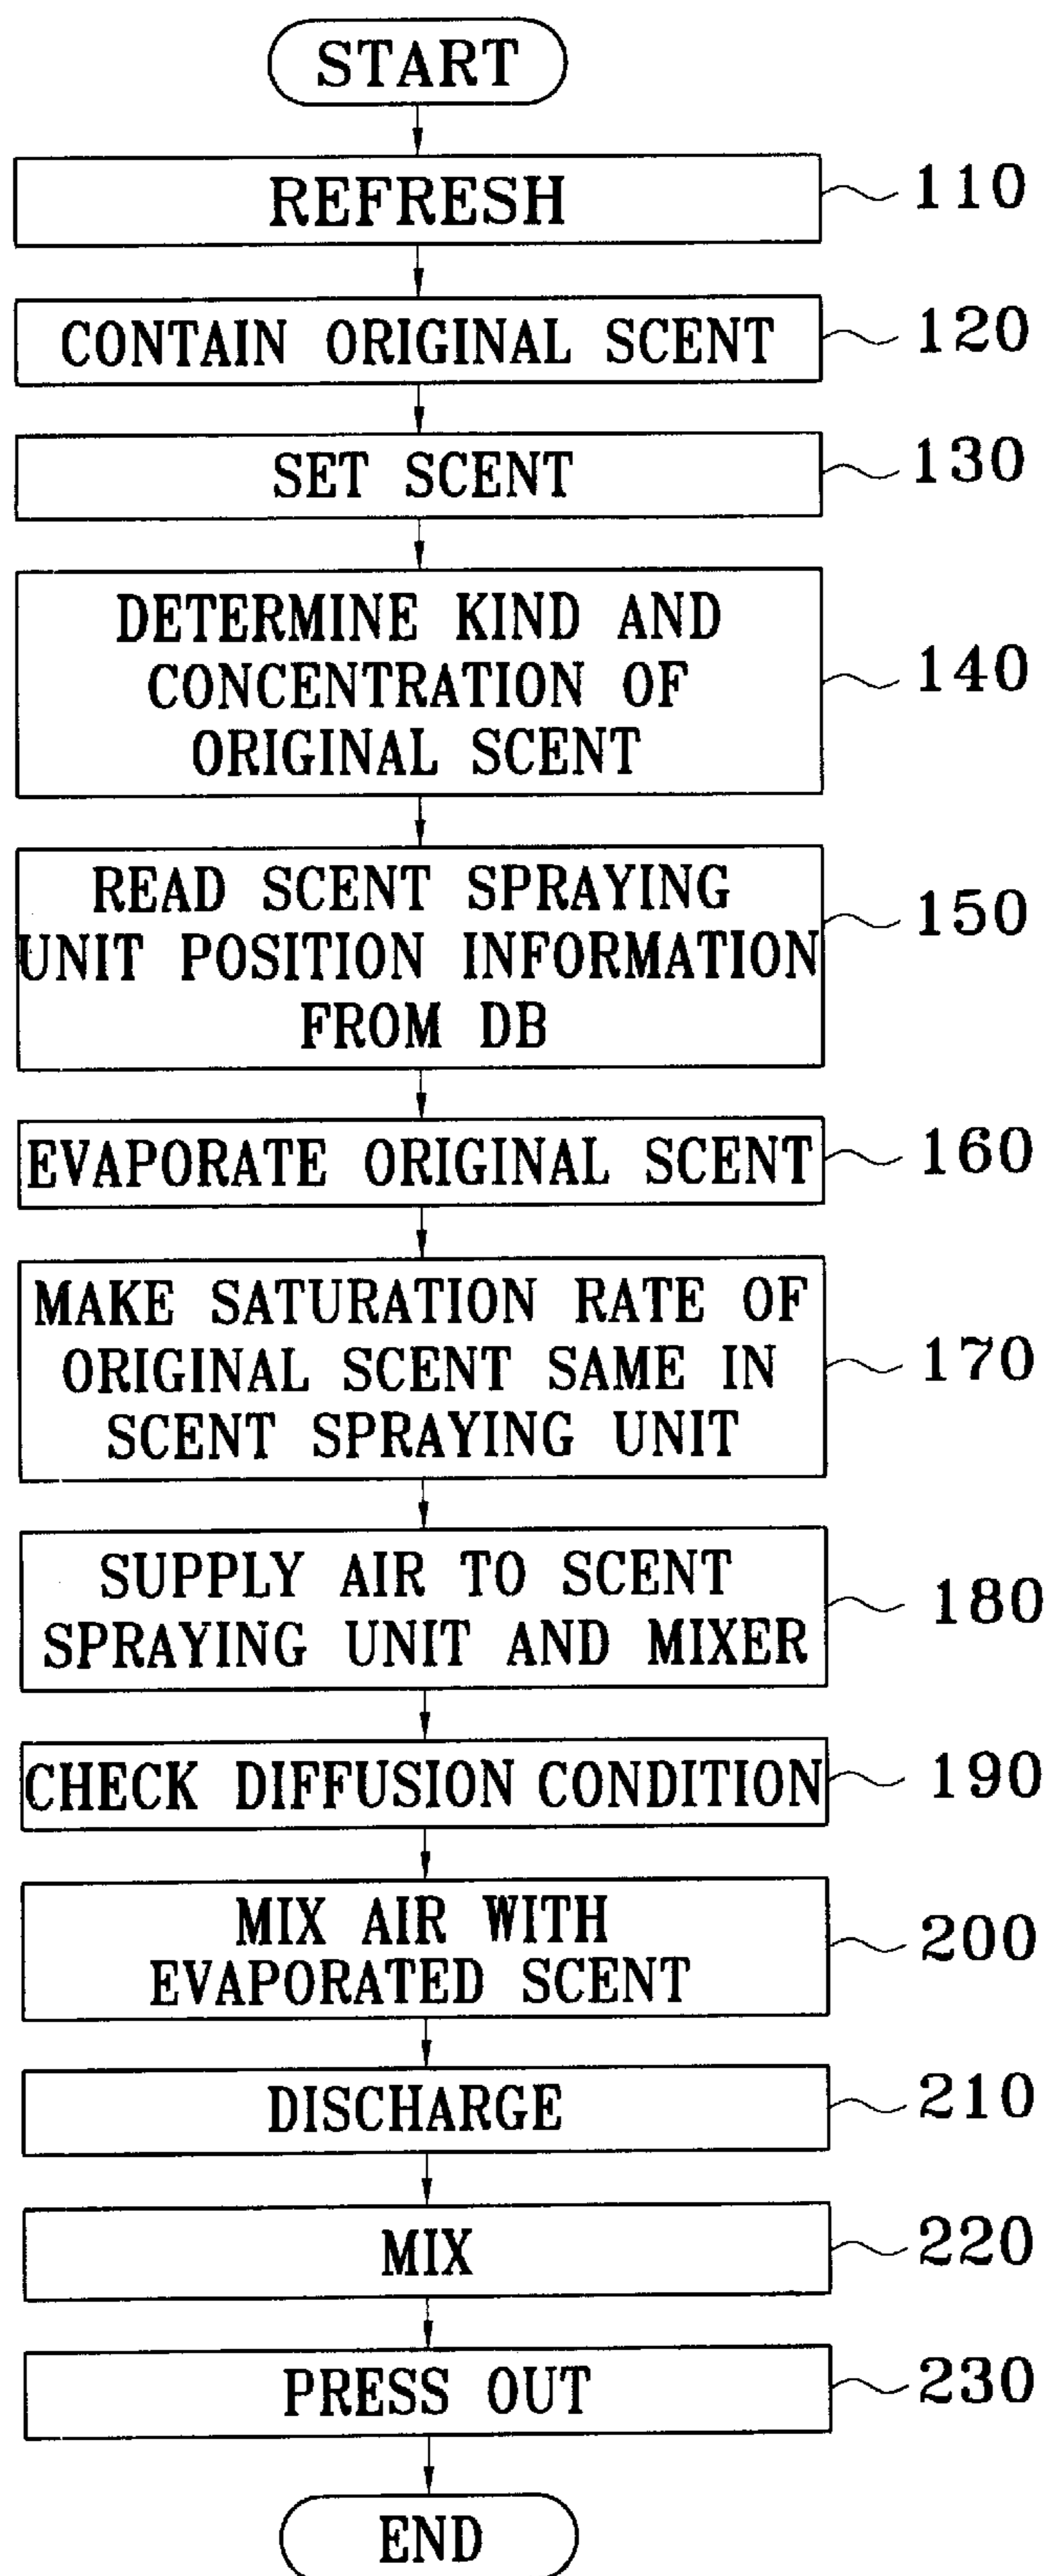 START
REFRESH
110
CONTAIN ORIGINAL SCENT
120
SET SCENT
130
DETERMINE KIND AND
CONCENTRATION OF
ORIGINAL SCENT
140
READ SCENT SPRAYING
UNIT POSITION INFORMATION
FROM DB
150
EVAPORATE ORIGINAL SCENT
160
MAKE SATURATION RATE OF
ORIGINAL SCENT SAME IN
SCENT SPRAYING UNIT
170
SUPPLY AIR TO SCENT
SPRAYING UNIT AND MIXER
180
CHECK DIFFUSION CONDITION
190
MIX AIR WITH
EVAPORATED SCENT
200
DISCHARGE
210
MIX
220
PRESS OUT
230
END